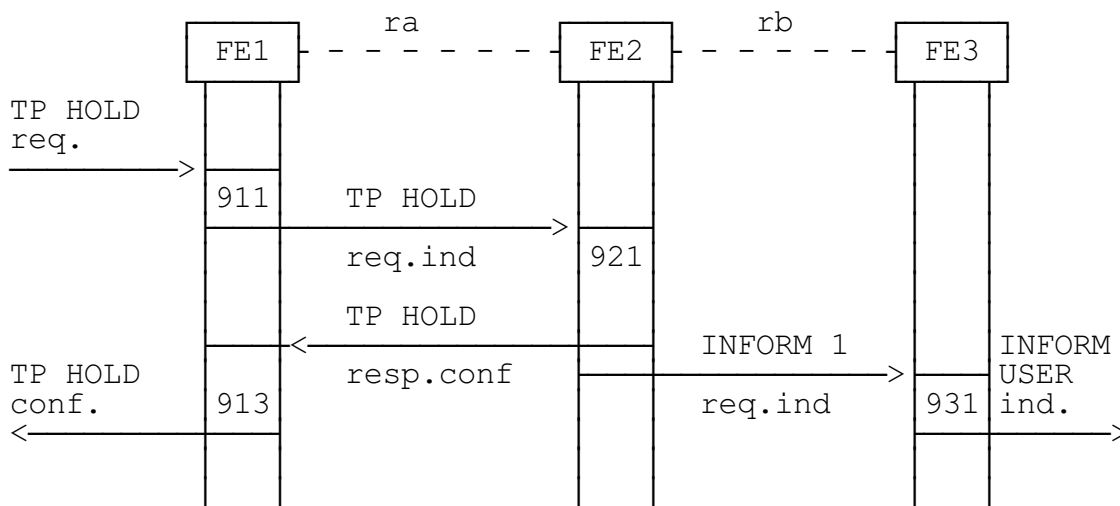 ra
rb
FE1
FE2
FE3
TP HOLD
req.
911
TP HOLD
req.ind
921
TP HOLD
resp.conf
INFORM 1
req.ind
INFORM
USER
ind.
TP HOLD
conf.
913
931